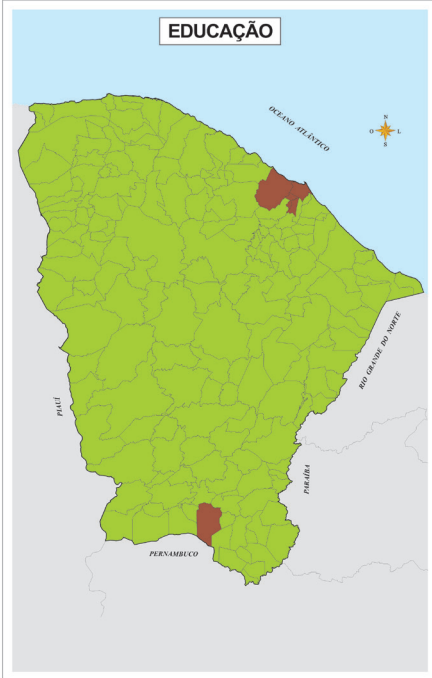 EDUCAÇÃO
OCEANO ATLÂNTICO
N
O L
S
RIO GRANDE DO NORTE
PIAUÍ
PARAÍBA
PERNAMBUCO